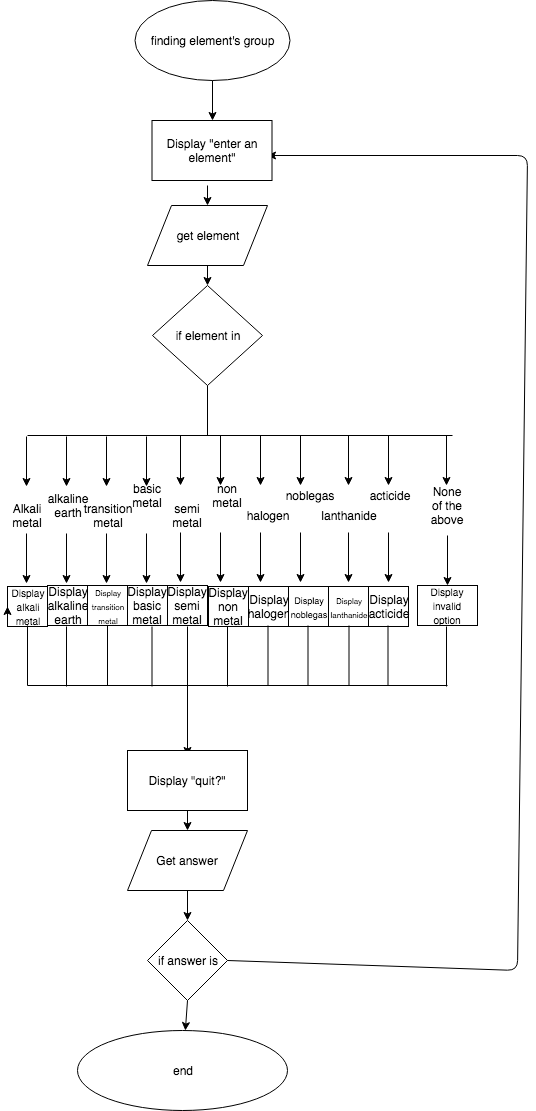 finding element's group
Display "enter an
element"
get element
if element in
Alkali
metal
alkaline
earth
transition
metal
basic
metal
semi
metal
non
metal
halogen
noblegas
lanthanide
acticide
None
of the
above
Display
alkali
metal
Display
alkaline
earth
Display
transition
metal
Display
basic
metal
Display
semi
metal
Display
non
metal
Display
halogen
Display
noblegas
Display
lanthanide
Display
acticide
Display
invalid
option
Display "quit?"
Get answer
if answer is
end